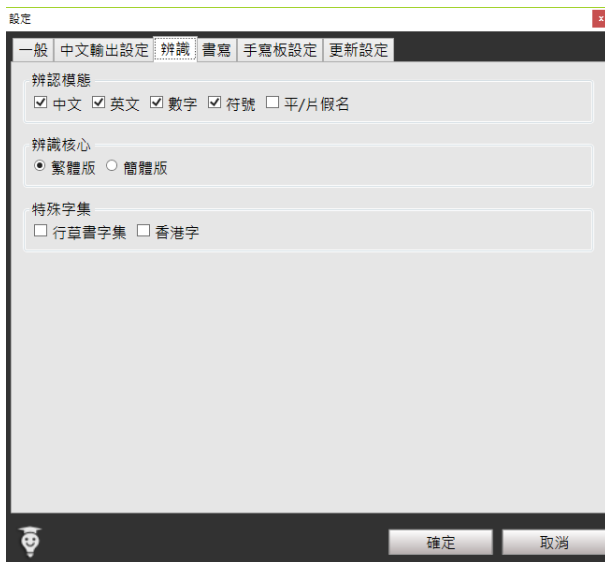 設定
一般 中文輸出設定 辨識 書寫 手寫板設定 更新設定
辨認模態
中文 英文 數字 符號 平/片假名
辨識核心
繁體版 簡體版
特殊字集
行草書字集 香港字
確定 取消